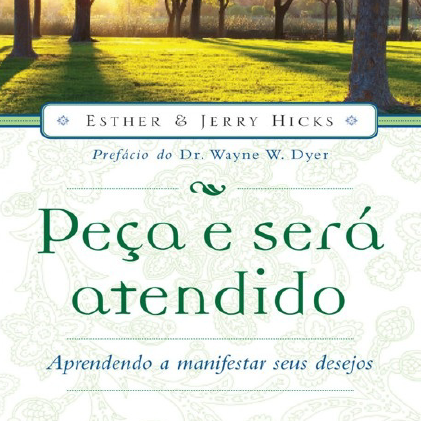 ESTHER & JERRY HICKS
Prefácio do Dr. Wayne W. Dyer
Peça e será
atendido
Aprendendo a manifestar seus desejos